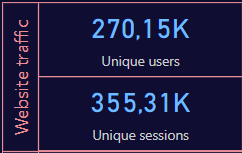 Website traffic
270,15K
Unique users
355,31K
Unique sessions